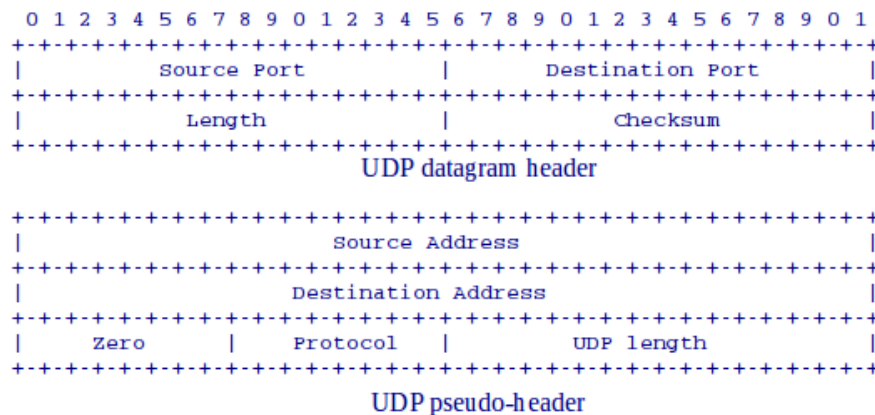 0 1 2 3 4 5 6 7 8 9 0 1 2 3 4 5 6 7 8 9 0 1 2 3 4 5 6 7 8 9 0 1
+-+-+-+-+-+-+-+-+-+-+-+-+-+-+-+-+-+-+-+-+-+-+-+-+-+-+-+-+-+-+-+-+
| Source Port | Destination Port |
+-+-+-+-+-+-+-+-+-+-+-+-+-+-+-+-+-+-+-+-+-+-+-+-+-+-+-+-+-+-+-+-+
| Length | Checksum |
+-+-+-+-+-+-+-+-+-+-+-+-+-+-+-+-+-+-+-+-+-+-+-+-+-+-+-+-+-+-+-+-+
UDP datagram header
+-+-+-+-+-+-+-+-+-+-+-+-+-+-+-+-+-+-+-+-+-+-+-+-+-+-+-+-+-+-+-+-+
| Source Address |
+-+-+-+-+-+-+-+-+-+-+-+-+-+-+-+-+-+-+-+-+-+-+-+-+-+-+-+-+-+-+-+-+
| Destination Address |
+-+-+-+-+-+-+-+-+-+-+-+-+-+-+-+-+-+-+-+-+-+-+-+-+-+-+-+-+-+-+-+-+
| Zero | Protocol | UDP length |
+-+-+-+-+-+-+-+-+-+-+-+-+-+-+-+-+-+-+-+-+-+-+-+-+-+-+-+-+-+-+-+-+
UDP pseudo-header